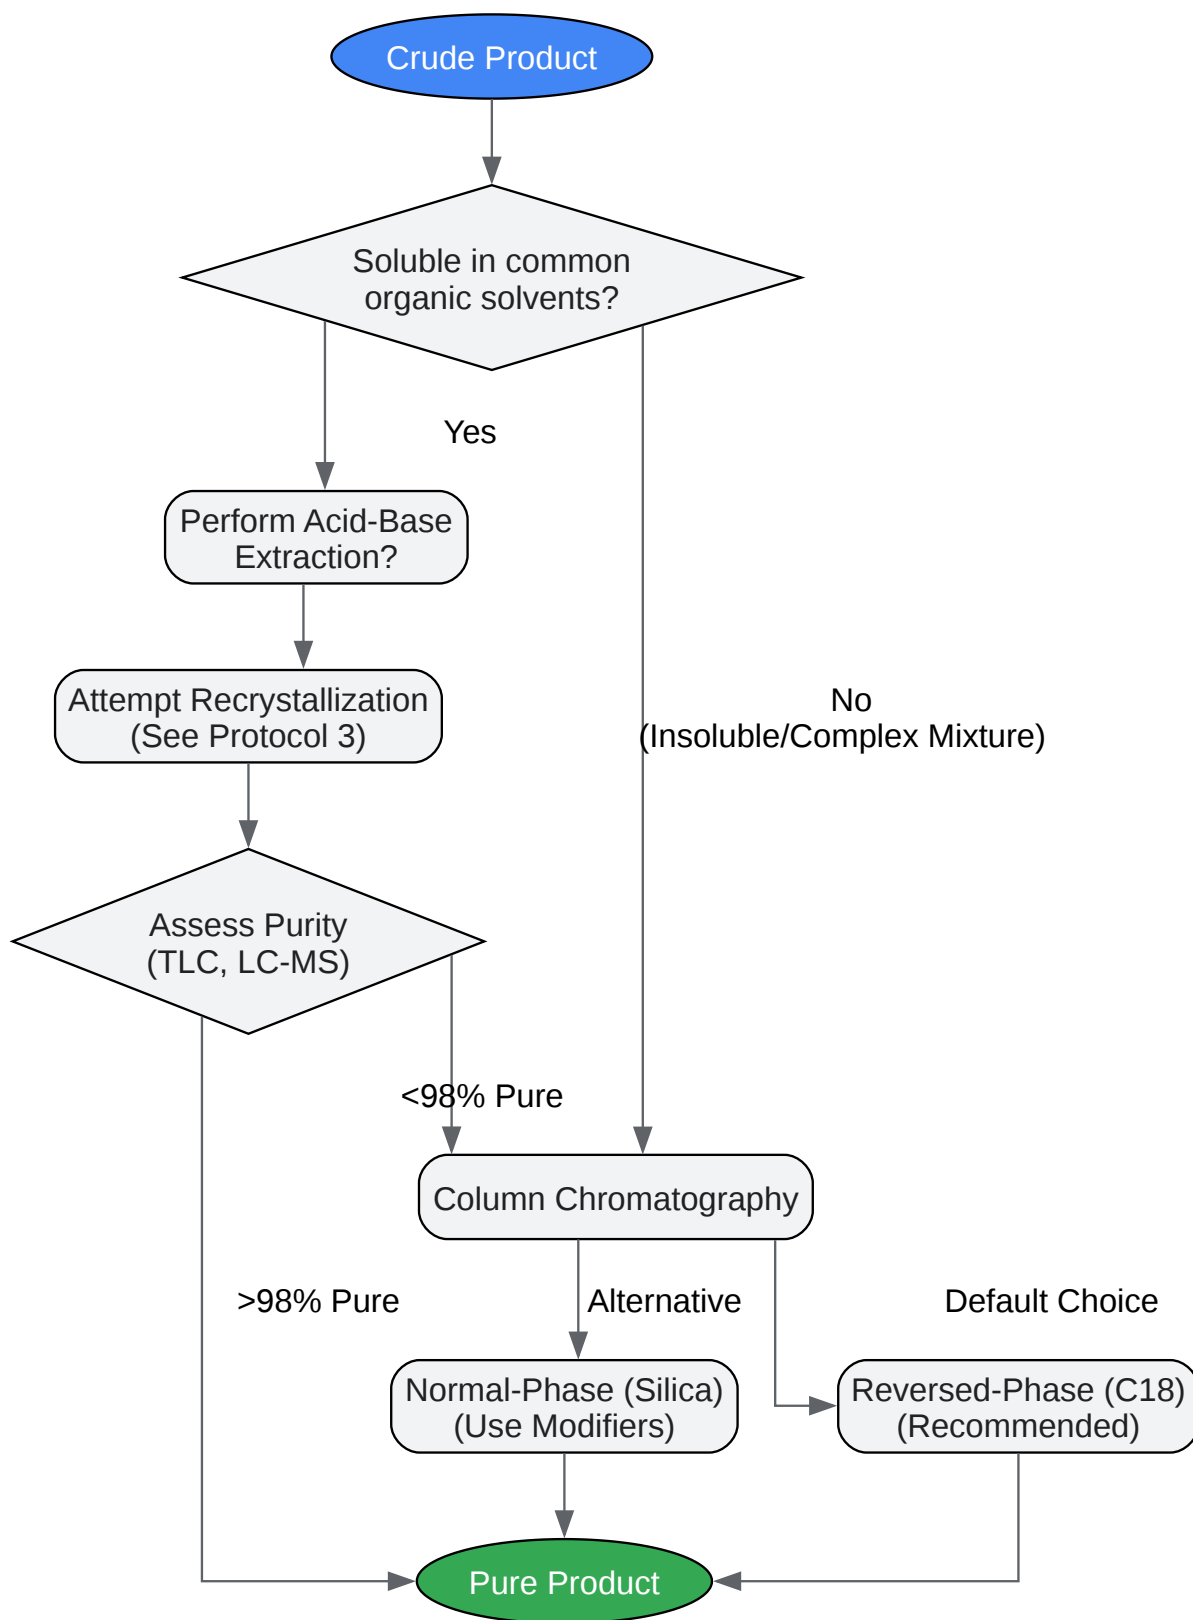 Crude Product
Soluble in common
organic solvents?
Yes
Perform Acid-Base
Extraction?
Attempt Recrystallization
(See Protocol 3)
No
(Insoluble/Complex Mixture)
Assess Purity
(TLC, LC-MS)
<98% Pure
Column Chromatography
>98% Pure
Alternative
Default Choice
Normal-Phase (Silica)
(Use Modifiers)
Reversed-Phase (C18)
(Recommended)
Pure Product